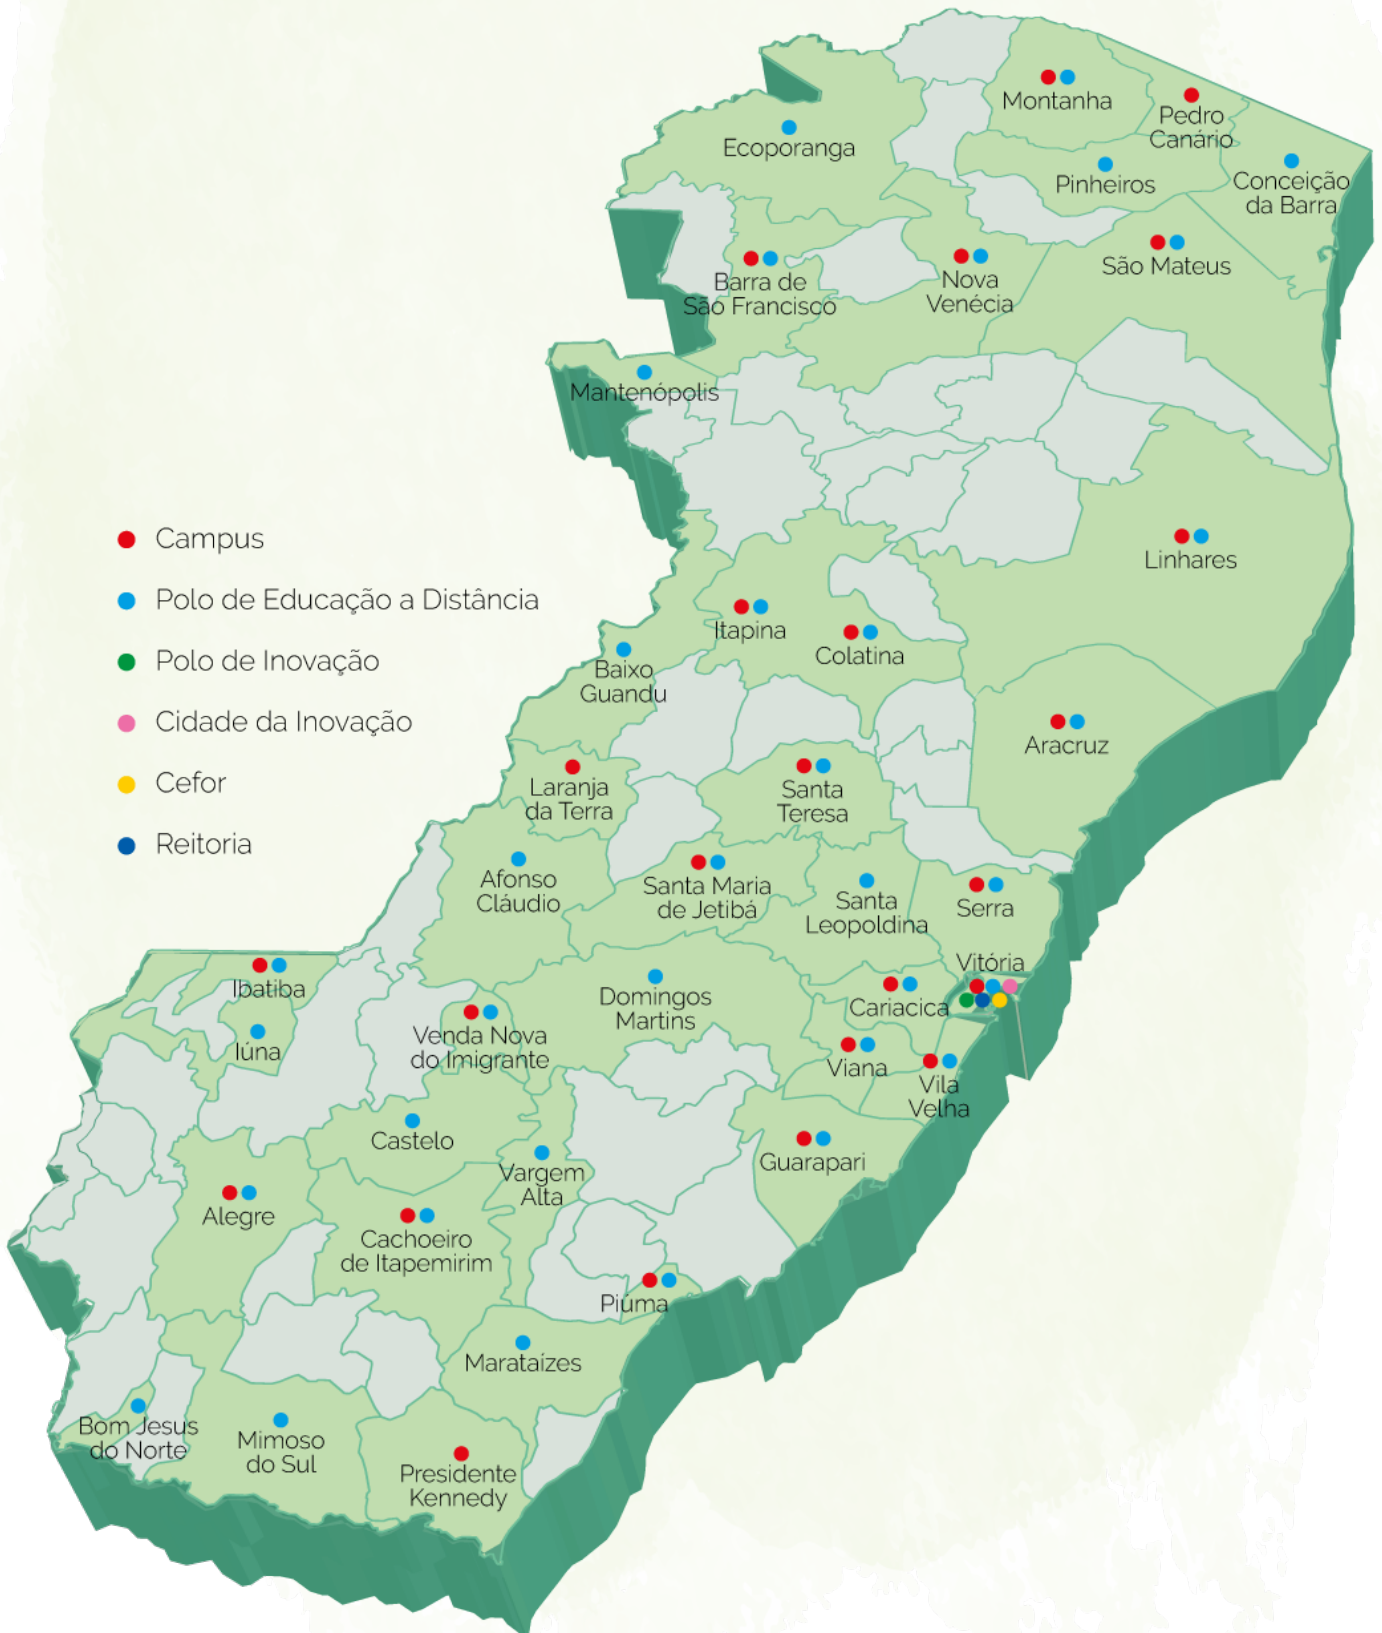 Montanha
Pedro
Canário
Ecoporanga
Pinheiros
Conceição
da Barra
São Mateus
Barra de
São Francisco
Nova
Venécia
Mantenópolis
Campus
Polo de Educação a Distância
Polo de Inovação
Cidade da Inovação
Cefor
Reitoria
Linhares
Itapina
Colatina
Baixo
Guandu
Aracruz
Laranja
da Terra
Santa
Teresa
Afonso
Cláudio
Santa Maria
de Jetibá
Santa
Leopoldina
Serra
Vitória
Ibatiba
Iúna
Venda Nova
do Imigrante
Domingos
Martins
Cariacica
Viana
Vila
Velha
Castelo
Vargem
Alta
Guarapari
Alegre
Cachoeiro
de Itapemirim
Piúma
Marataízes
Bom Jesus
do Norte
Mimoso
do Sul
Presidente
Kennedy